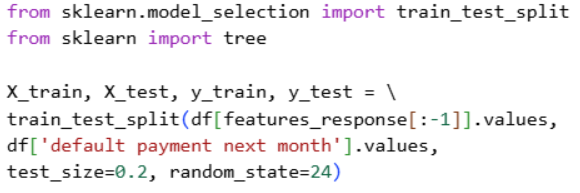 from sklearn.model_selection import train_test_split
from sklearn import tree
X_train, X_test, y_train, y_test = \
train_test_split(df[features_response[:-1]].values,
df['default payment next month'].values,
test_size=0.2, random_state=24)